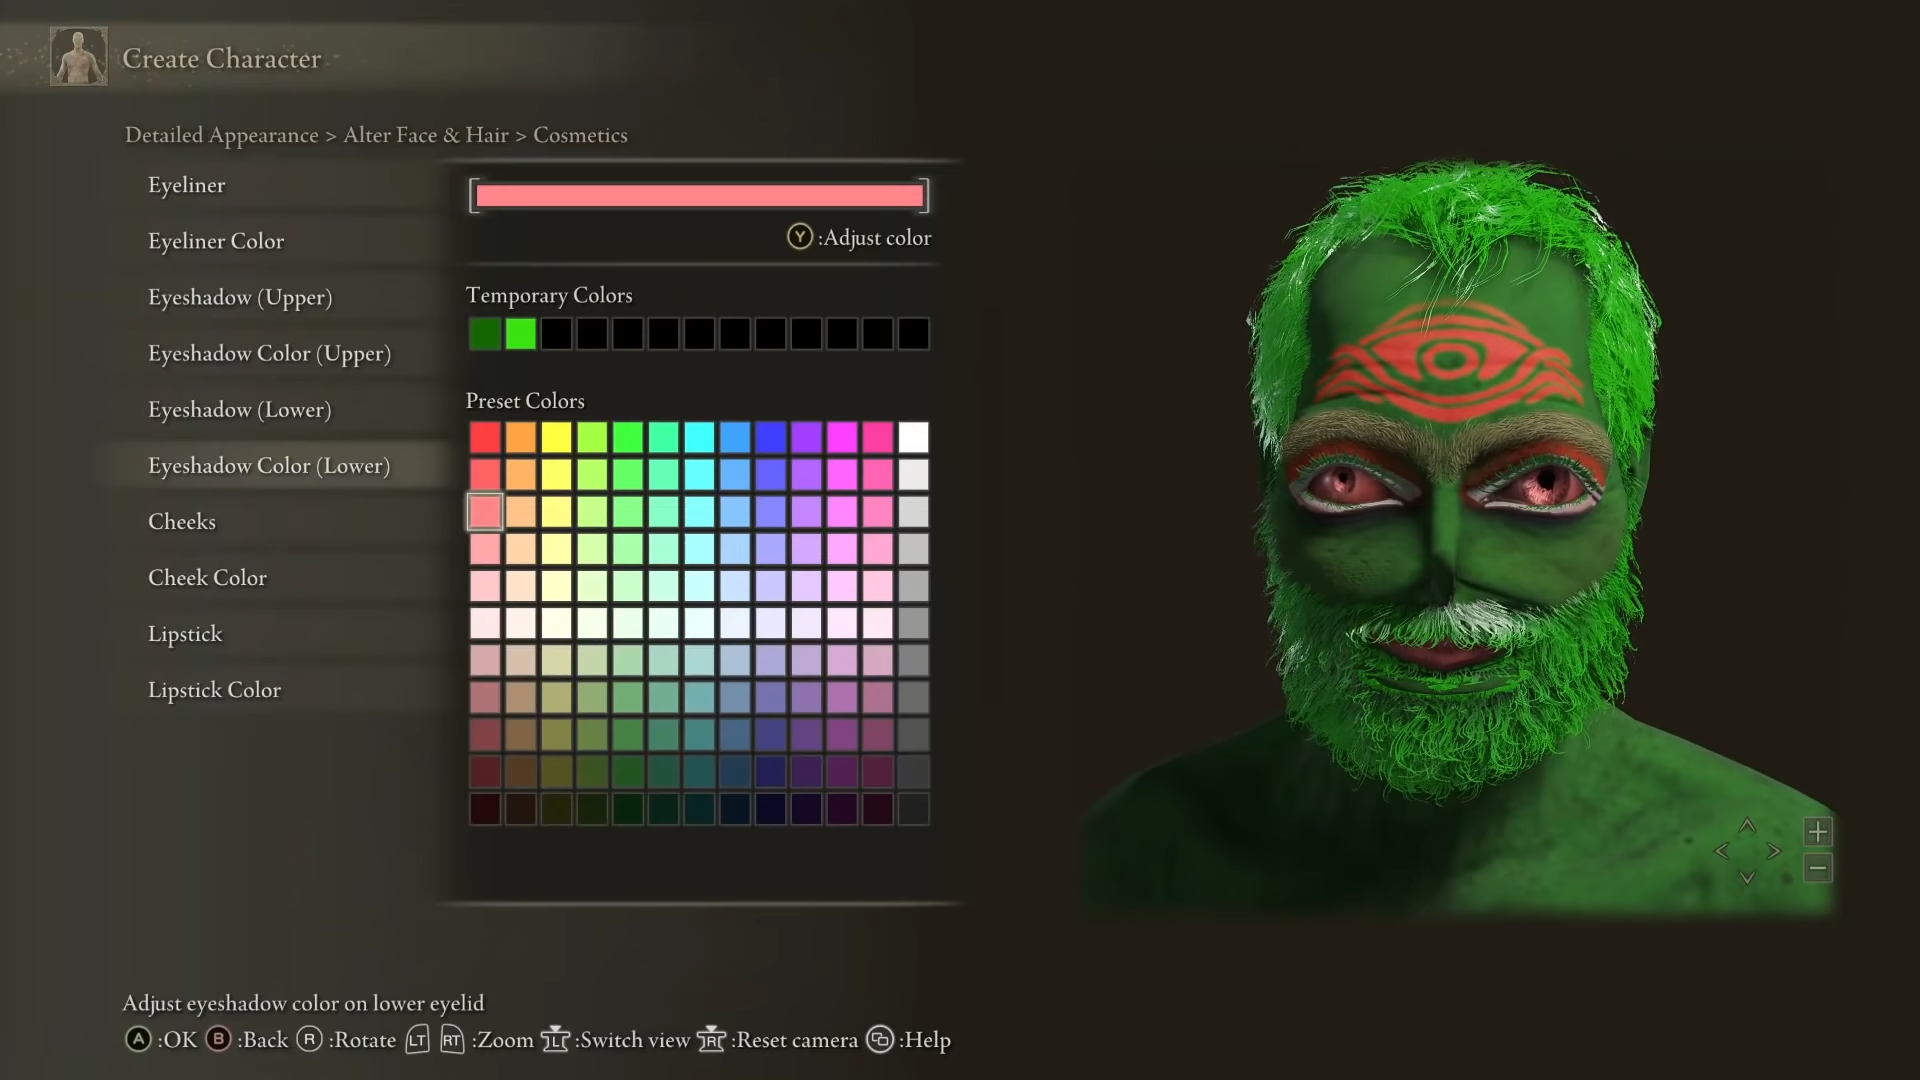 Create Character
Detailed Appearance > Alter Face & Hair > Cosmetics
Eyeliner
Eyeliner Color
Eyeshadow (Upper)
Eyeshadow Color (Upper)
Eyeshadow (Lower)
Eyeshadow Color (Lower)
Cheeks
Cheek Color
Lipstick
Lipstick Color
Y :Adjust color
Temporary Colors
Preset Colors
Adjust eyeshadow color on lower eyelid
A :OK B :Back R :Rotate LT RT :Zoom L :Switch view R :Reset camera :Help